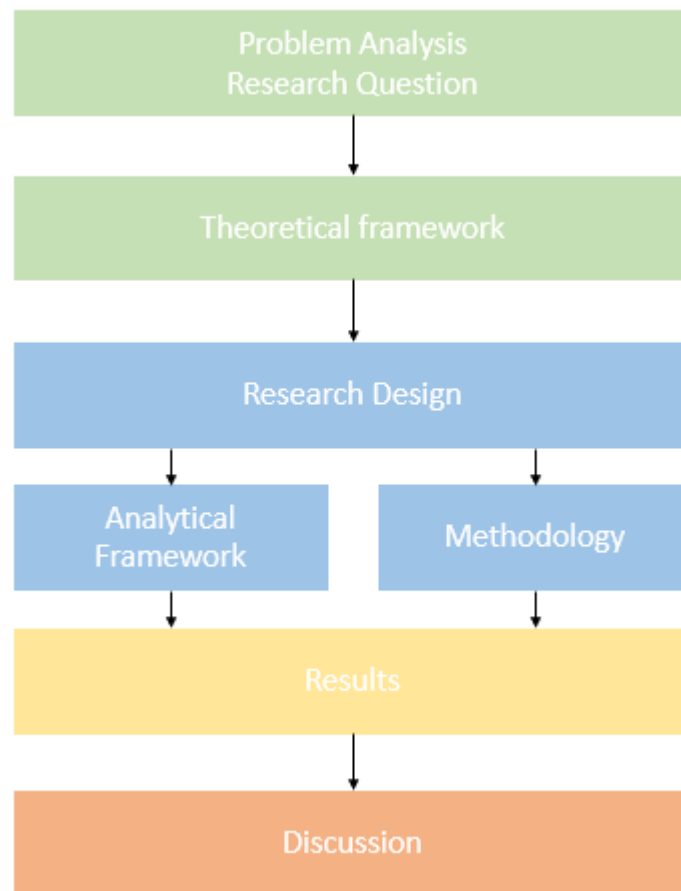 Problem Analysis
Research Question
Theoretical framework
Research Design
Analytical
Framework
Methodology
Results
Discussion